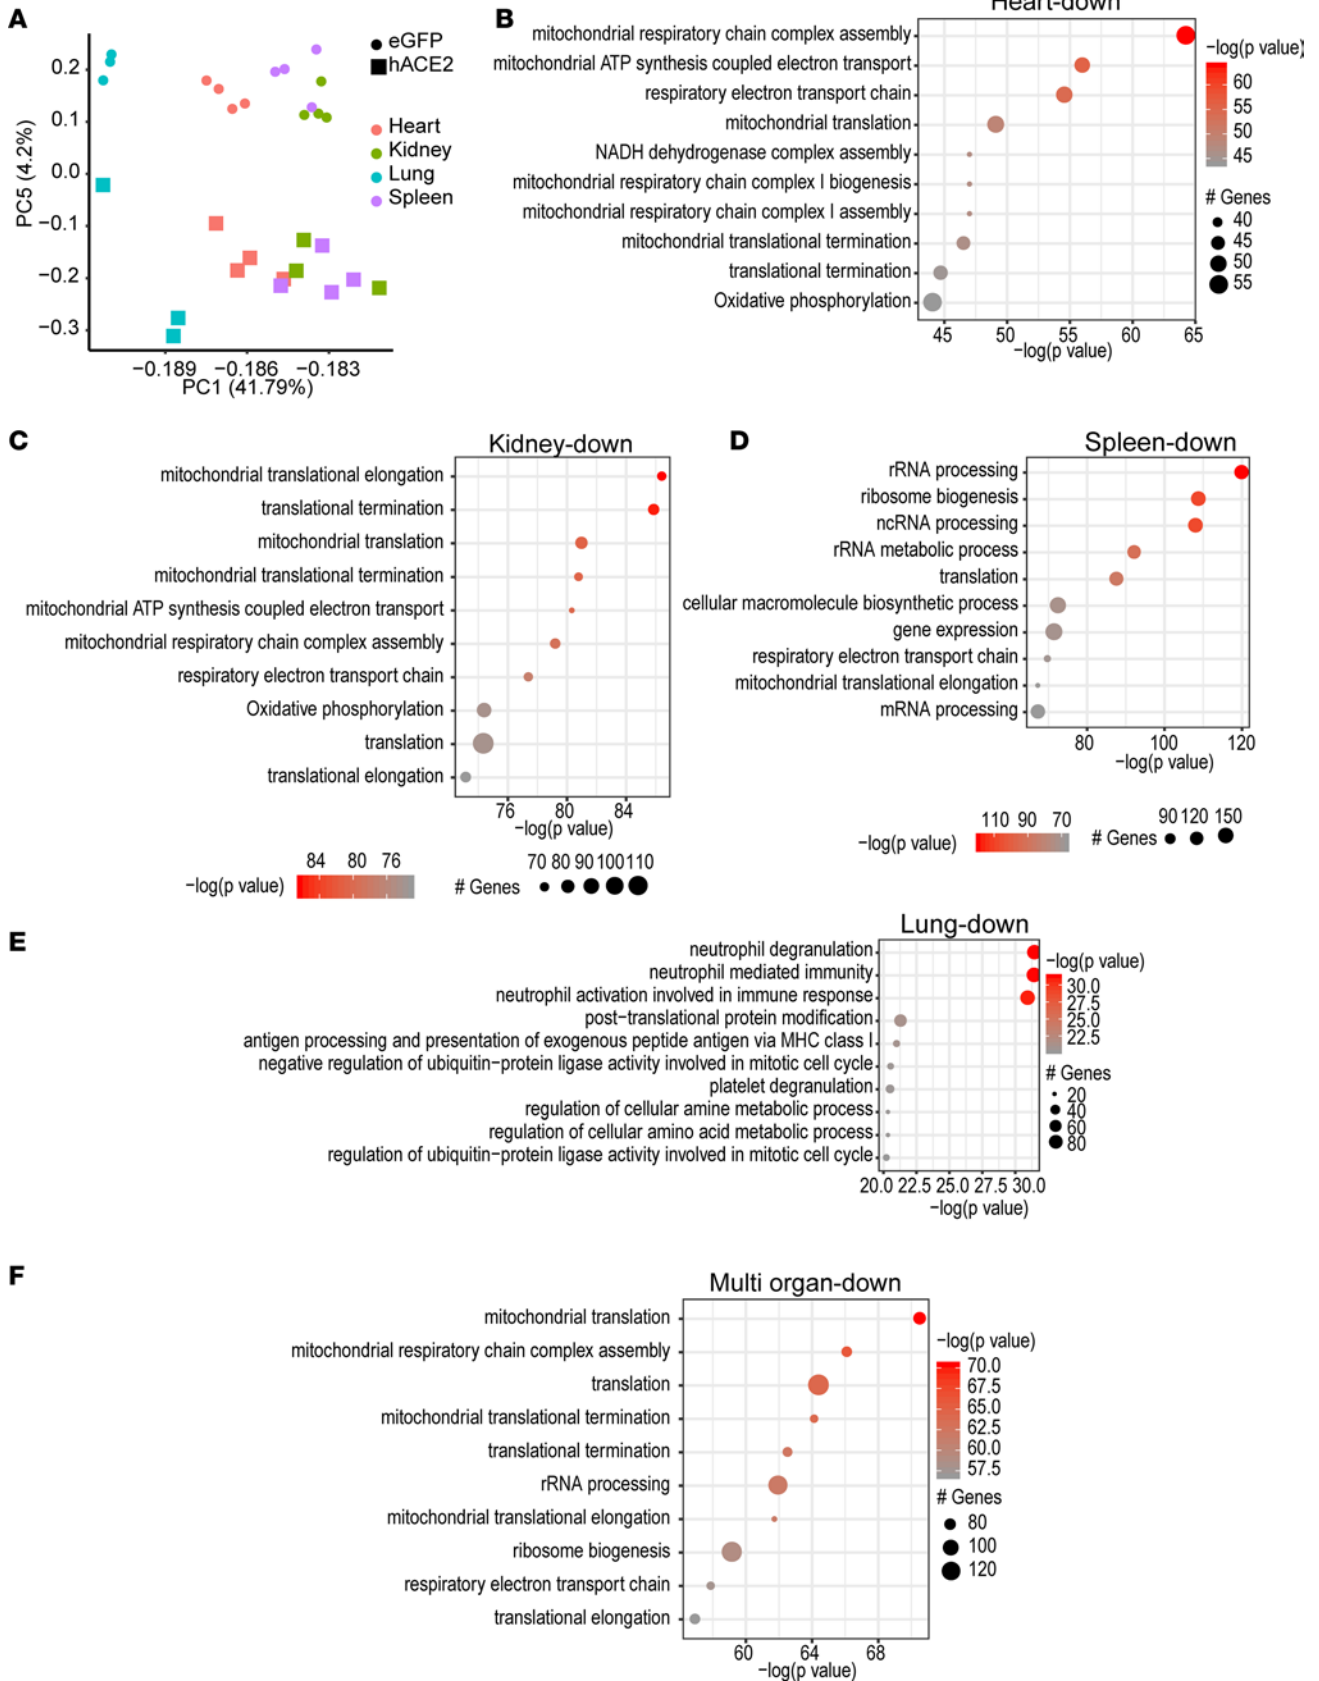 A
0.2
0.1
0.0
−0.1
−0.2
−0.3
PC5 (4.2%)
−0.189 −0.186 −0.183
PC1 (41.79%)
eGFP
hACE2
Heart
Kidney
Lung
Spleen
B
Heart-down
mitochondrial respiratory chain complex assembly
mitochondrial ATP synthesis coupled electron transport
respiratory electron transport chain
mitochondrial translation
NADH dehydrogenase complex assembly
mitochondrial respiratory chain complex I biogenesis
mitochondrial respiratory chain complex I assembly
mitochondrial translational termination
translational termination
Oxidative phosphorylation
45 50 55 60 65
−log(p value)
−log(p value)
60
55
50
45
# Genes
40
45
50
55
C
Kidney-down
mitochondrial translational elongation
translational termination
mitochondrial translation
mitochondrial translational termination
mitochondrial ATP synthesis coupled electron transport
mitochondrial respiratory chain complex assembly
respiratory electron transport chain
Oxidative phosphorylation
translation
translational elongation
76 80 84
−log(p value)
84 80 76
−log(p value)
70 80 90 100 110
# Genes
D
Spleen-down
rRNA processing
ribosome biogenesis
ncRNA processing
rRNA metabolic process
translation
cellular macromolecule biosynthetic process
gene expression
respiratory electron transport chain
mitochondrial translational elongation
mRNA processing
80 100 120
−log(p value)
110 90 70
−log(p value)
90 120 150
# Genes
E
Lung-down
neutrophil degranulation
neutrophil mediated immunity
neutrophil activation involved in immune response
post−translational protein modification
antigen processing and presentation of exogenous peptide antigen via MHC class I
negative regulation of ubiquitin−protein ligase activity involved in mitotic cell cycle
platelet degranulation
regulation of cellular amine metabolic process
regulation of cellular amino acid metabolic process
regulation of ubiquitin−protein ligase activity involved in mitotic cell cycle
20.0 22.5 25.0 27.5 30.0
−log(p value)
−log(p value)
30.0
27.5
25.0
22.5
# Genes
20
40
60
80
F
Multi organ-down
mitochondrial translation
mitochondrial respiratory chain complex assembly
translation
mitochondrial translational termination
translational termination
rRNA processing
mitochondrial translational elongation
ribosome biogenesis
respiratory electron transport chain
translational elongation
60 64 68
−log(p value)
−log(p value)
70.0
67.5
65.0
62.5
60.0
57.5
# Genes
80
100
120